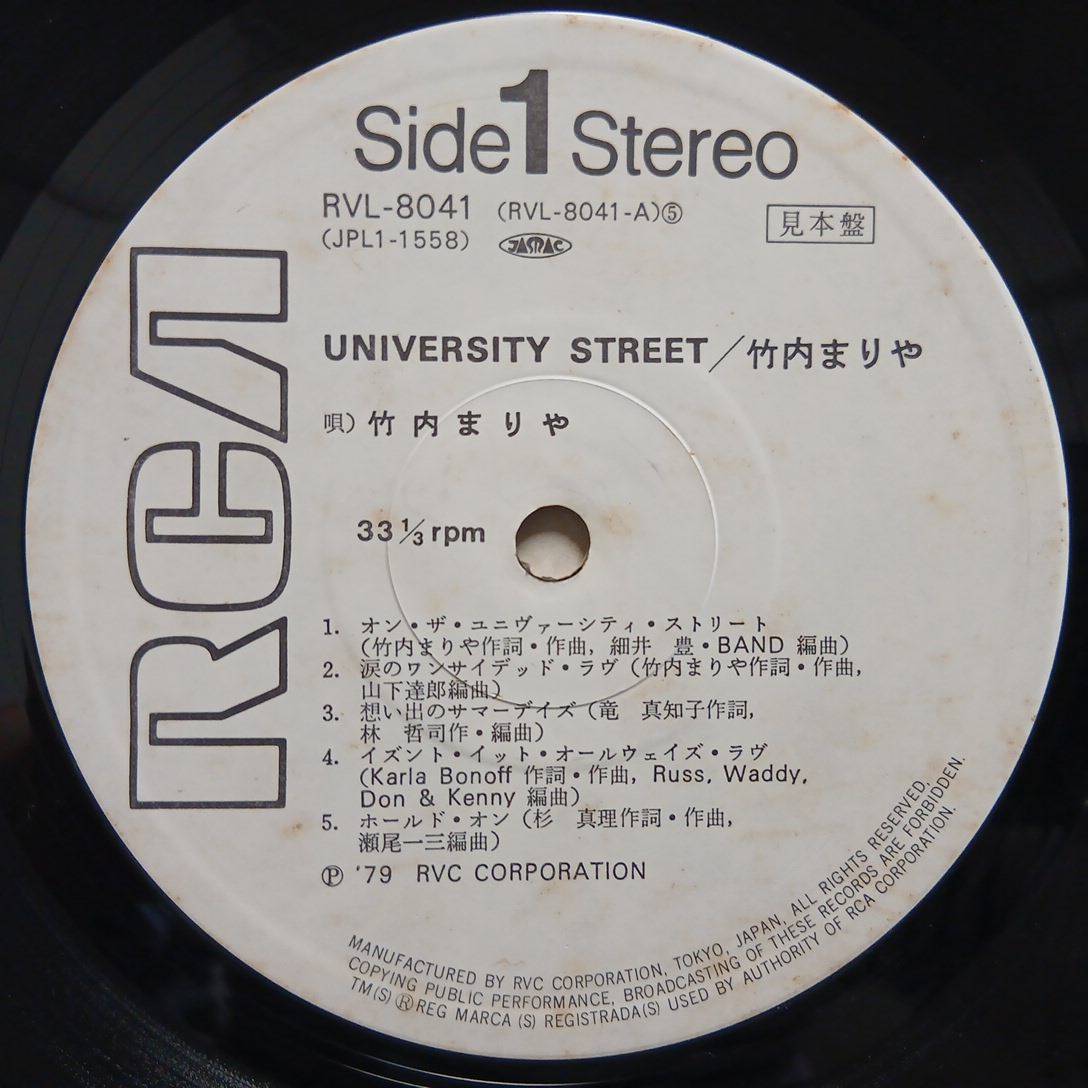 Side 1 Stereo
RVL-8041 (RVL-8041-A)⑤
見本盤
(JPL1-1558) JASRAC
RCA
UNIVERSITY STREET/竹内まりや
唄)竹内まりや
33 1/3 rpm
1. オン・ザ・ユニヴァーシティ・ストリート
(竹内まりや作詞・作曲, 細井 豊・BAND 編曲)
2. 涙のワンサイデッド・ラヴ(竹内まりや作詞・作曲,
山下達郎編曲)
3. 想い出のサマーデイズ(竜 真知子作詞,
林 哲司作・編曲)
4. イズント・イット・オールウェイズ・ラヴ
(Karla Bonoff 作詞・作曲, Russ, Waddy,
Don & Kenny 編曲)
5. ホールド・オン(杉 真理作詞・作曲,
瀬尾一三編曲)
Ⓟ '79 RVC CORPORATION
MANUFACTURED BY RVC CORPORATION, TOKYO, JAPAN, ALL RIGHTS RESERVED,
COPYING PUBLIC PERFORMANCE, BROADCASTING OF THESE RECORDS ARE FORBIDDEN.
TM(S) ® REG MARCA (S) REGISTRADA(S) USED BY AUTHORITY OF RCA CORPORATION.